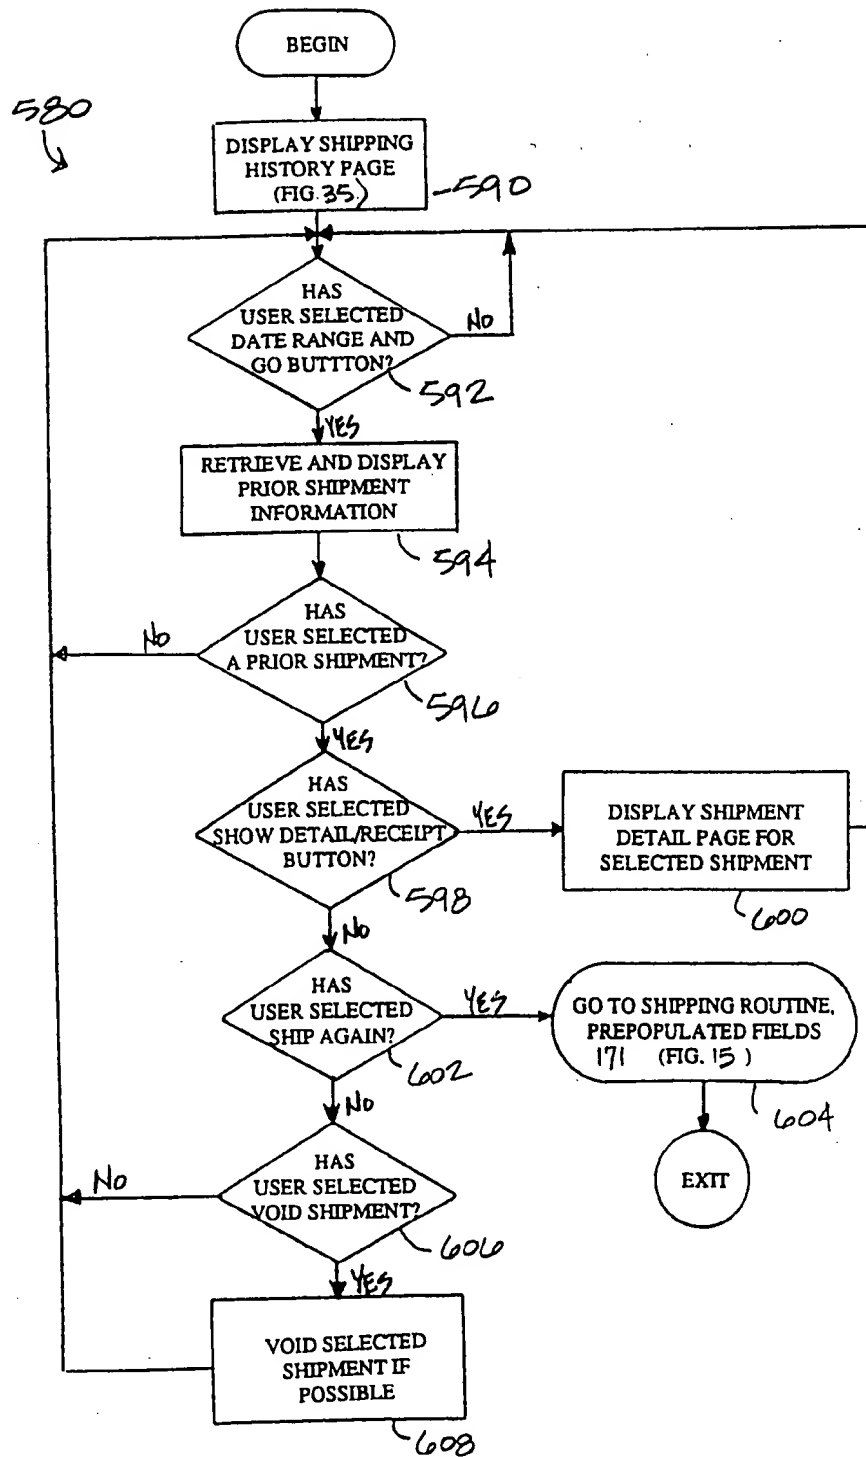 BEGIN
580
DISPLAY SHIPPING
HISTORY PAGE
(FIG. 35.)
590
HAS
USER SELECTED
DATE RANGE AND
GO BUTTTON?
No
592
YES
RETRIEVE AND DISPLAY
PRIOR SHIPMENT
INFORMATION
594
HAS
USER SELECTED
A PRIOR SHIPMENT?
No
596
YES
HAS
USER SELECTED
SHOW DETAIL/RECEIPT
BUTTON?
YES
598
DISPLAY SHIPMENT
DETAIL PAGE FOR
SELECTED SHIPMENT
600
No
HAS
USER SELECTED
SHIP AGAIN?
YES
602
GO TO SHIPPING ROUTINE,
PREPOPULATED FIELDS
171 (FIG. 15 )
604
EXIT
No
HAS
USER SELECTED
VOID SHIPMENT?
No
606
YES
VOID SELECTED
SHIPMENT IF
POSSIBLE
608